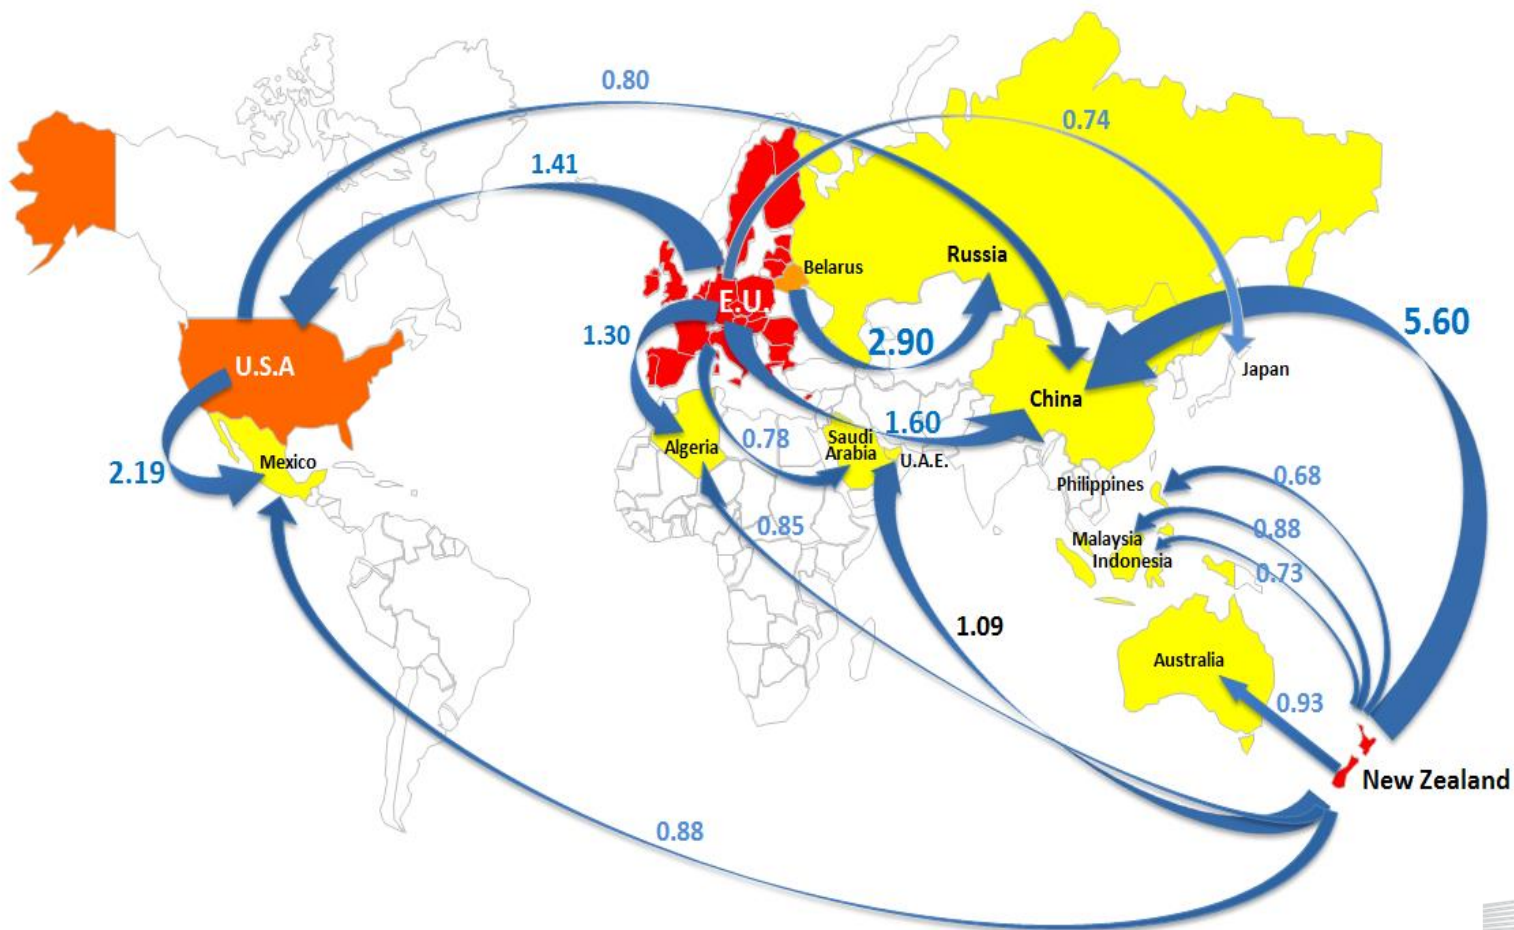 0.80
0.74
1.41
Russia
Belarus
E.U.
5.60
1.30
2.90
U.S.A
Japan
China
1.60
Saudi
Arabia
0.78
Algeria
U.A.E.
Mexico
2.19
Philippines
0.68
0.85
0.88
Malaysia
Indonesia
0.73
1.09
Australia
0.93
New Zealand
0.88